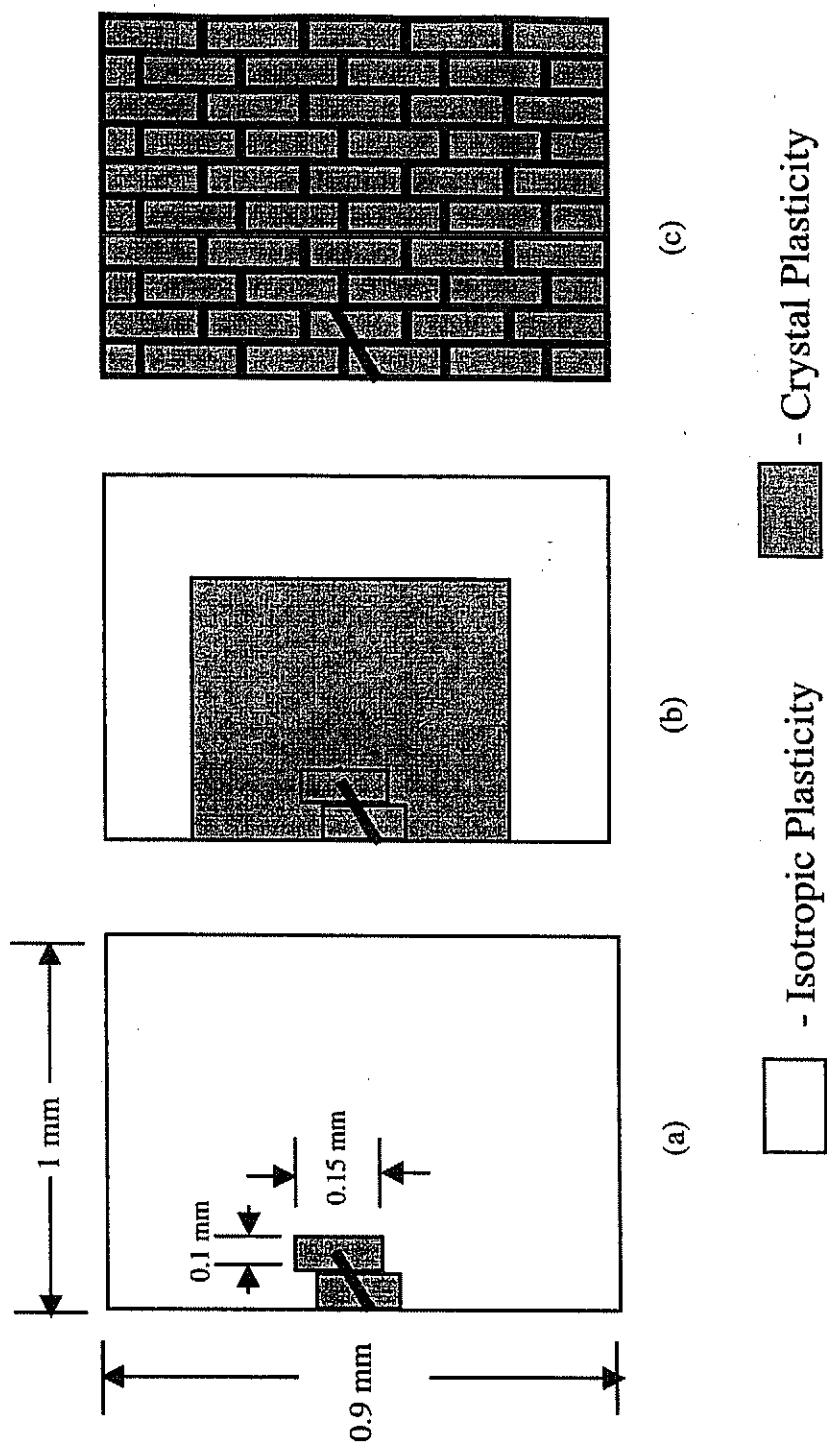 1 mm
0.9 mm
0.1 mm
0.15 mm
(a)
(b)
(c)
- Isotropic Plasticity
- Crystal Plasticity